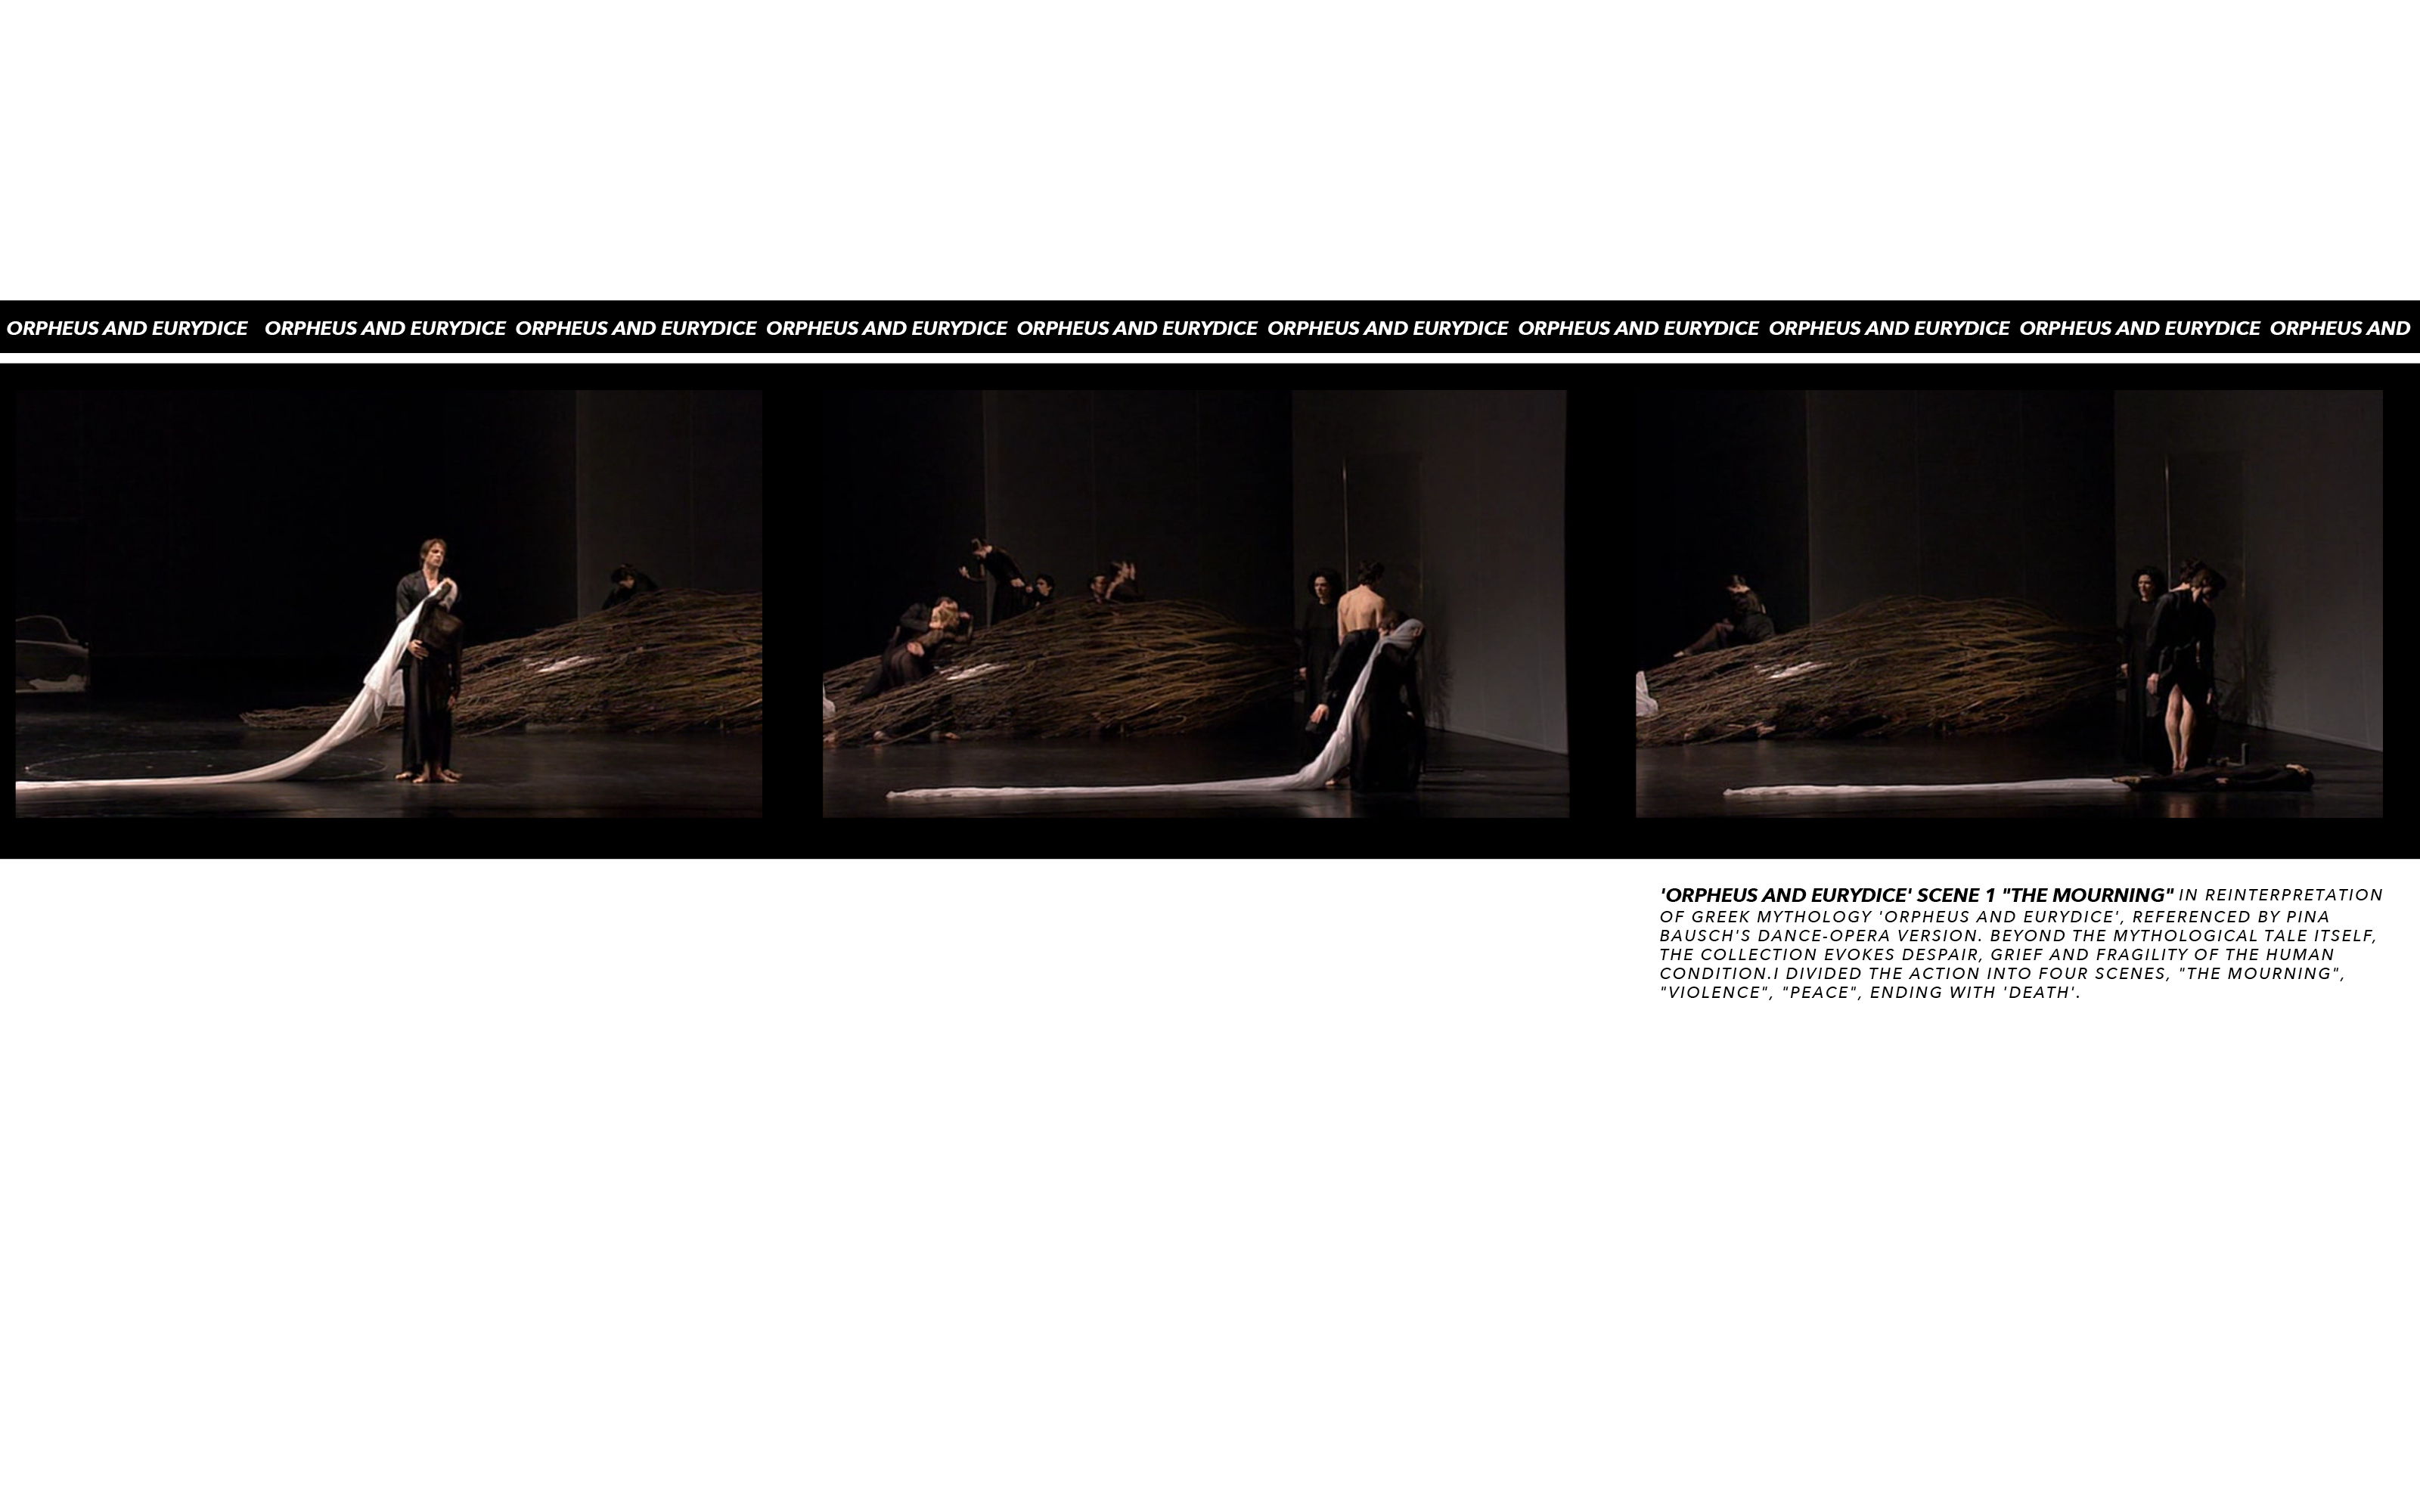 ORPHEUS AND EURYDICE ORPHEUS AND EURYDICE ORPHEUS AND EURYDICE ORPHEUS AND EURYDICE ORPHEUS AND EURYDICE ORPHEUS AND EURYDICE ORPHEUS AND EURYDICE ORPHEUS AND EURYDICE ORPHEUS AND EURYDICE ORPHEUS AND
'ORPHEUS AND EURYDICE' SCENE 1 "THE MOURNING" IN REINTERPRETATION
OF GREEK MYTHOLOGY 'ORPHEUS AND EURYDICE', REFERENCED BY PINA
BAUSCH'S DANCE-OPERA VERSION. BEYOND THE MYTHOLOGICAL TALE ITSELF,
THE COLLECTION EVOKES DESPAIR, GRIEF AND FRAGILITY OF THE HUMAN
CONDITION.I DIVIDED THE ACTION INTO FOUR SCENES, "THE MOURNING",
"VIOLENCE", "PEACE", ENDING WITH 'DEATH'.